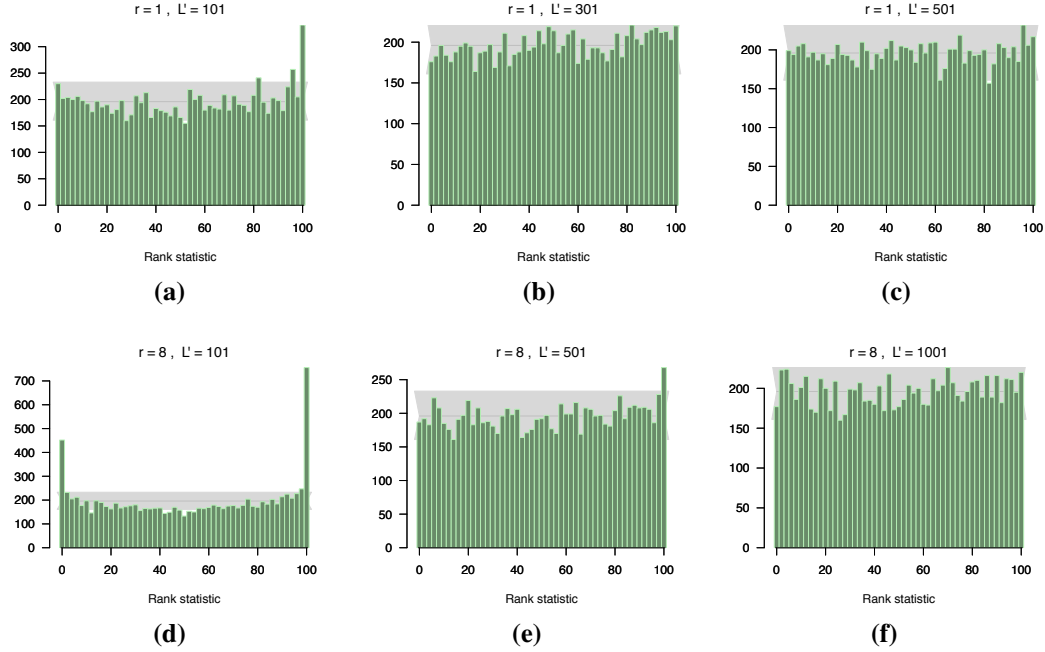 r = 1 , L' = 101
300
250
200
150
100
50
0
0 20 40 60 80 100
Rank statistic
(a)
r = 1 , L' = 301
200
150
100
50
0
0 20 40 60 80 100
Rank statistic
(b)
r = 1 , L' = 501
200
150
100
50
0
0 20 40 60 80 100
Rank statistic
(c)
r = 8 , L' = 101
700
600
500
400
300
200
100
0
0 20 40 60 80 100
Rank statistic
(d)
r = 8 , L' = 501
250
200
150
100
50
0
0 20 40 60 80 100
Rank statistic
(e)
r = 8 , L' = 1001
200
150
100
50
0
0 20 40 60 80 100
Rank statistic
(f)